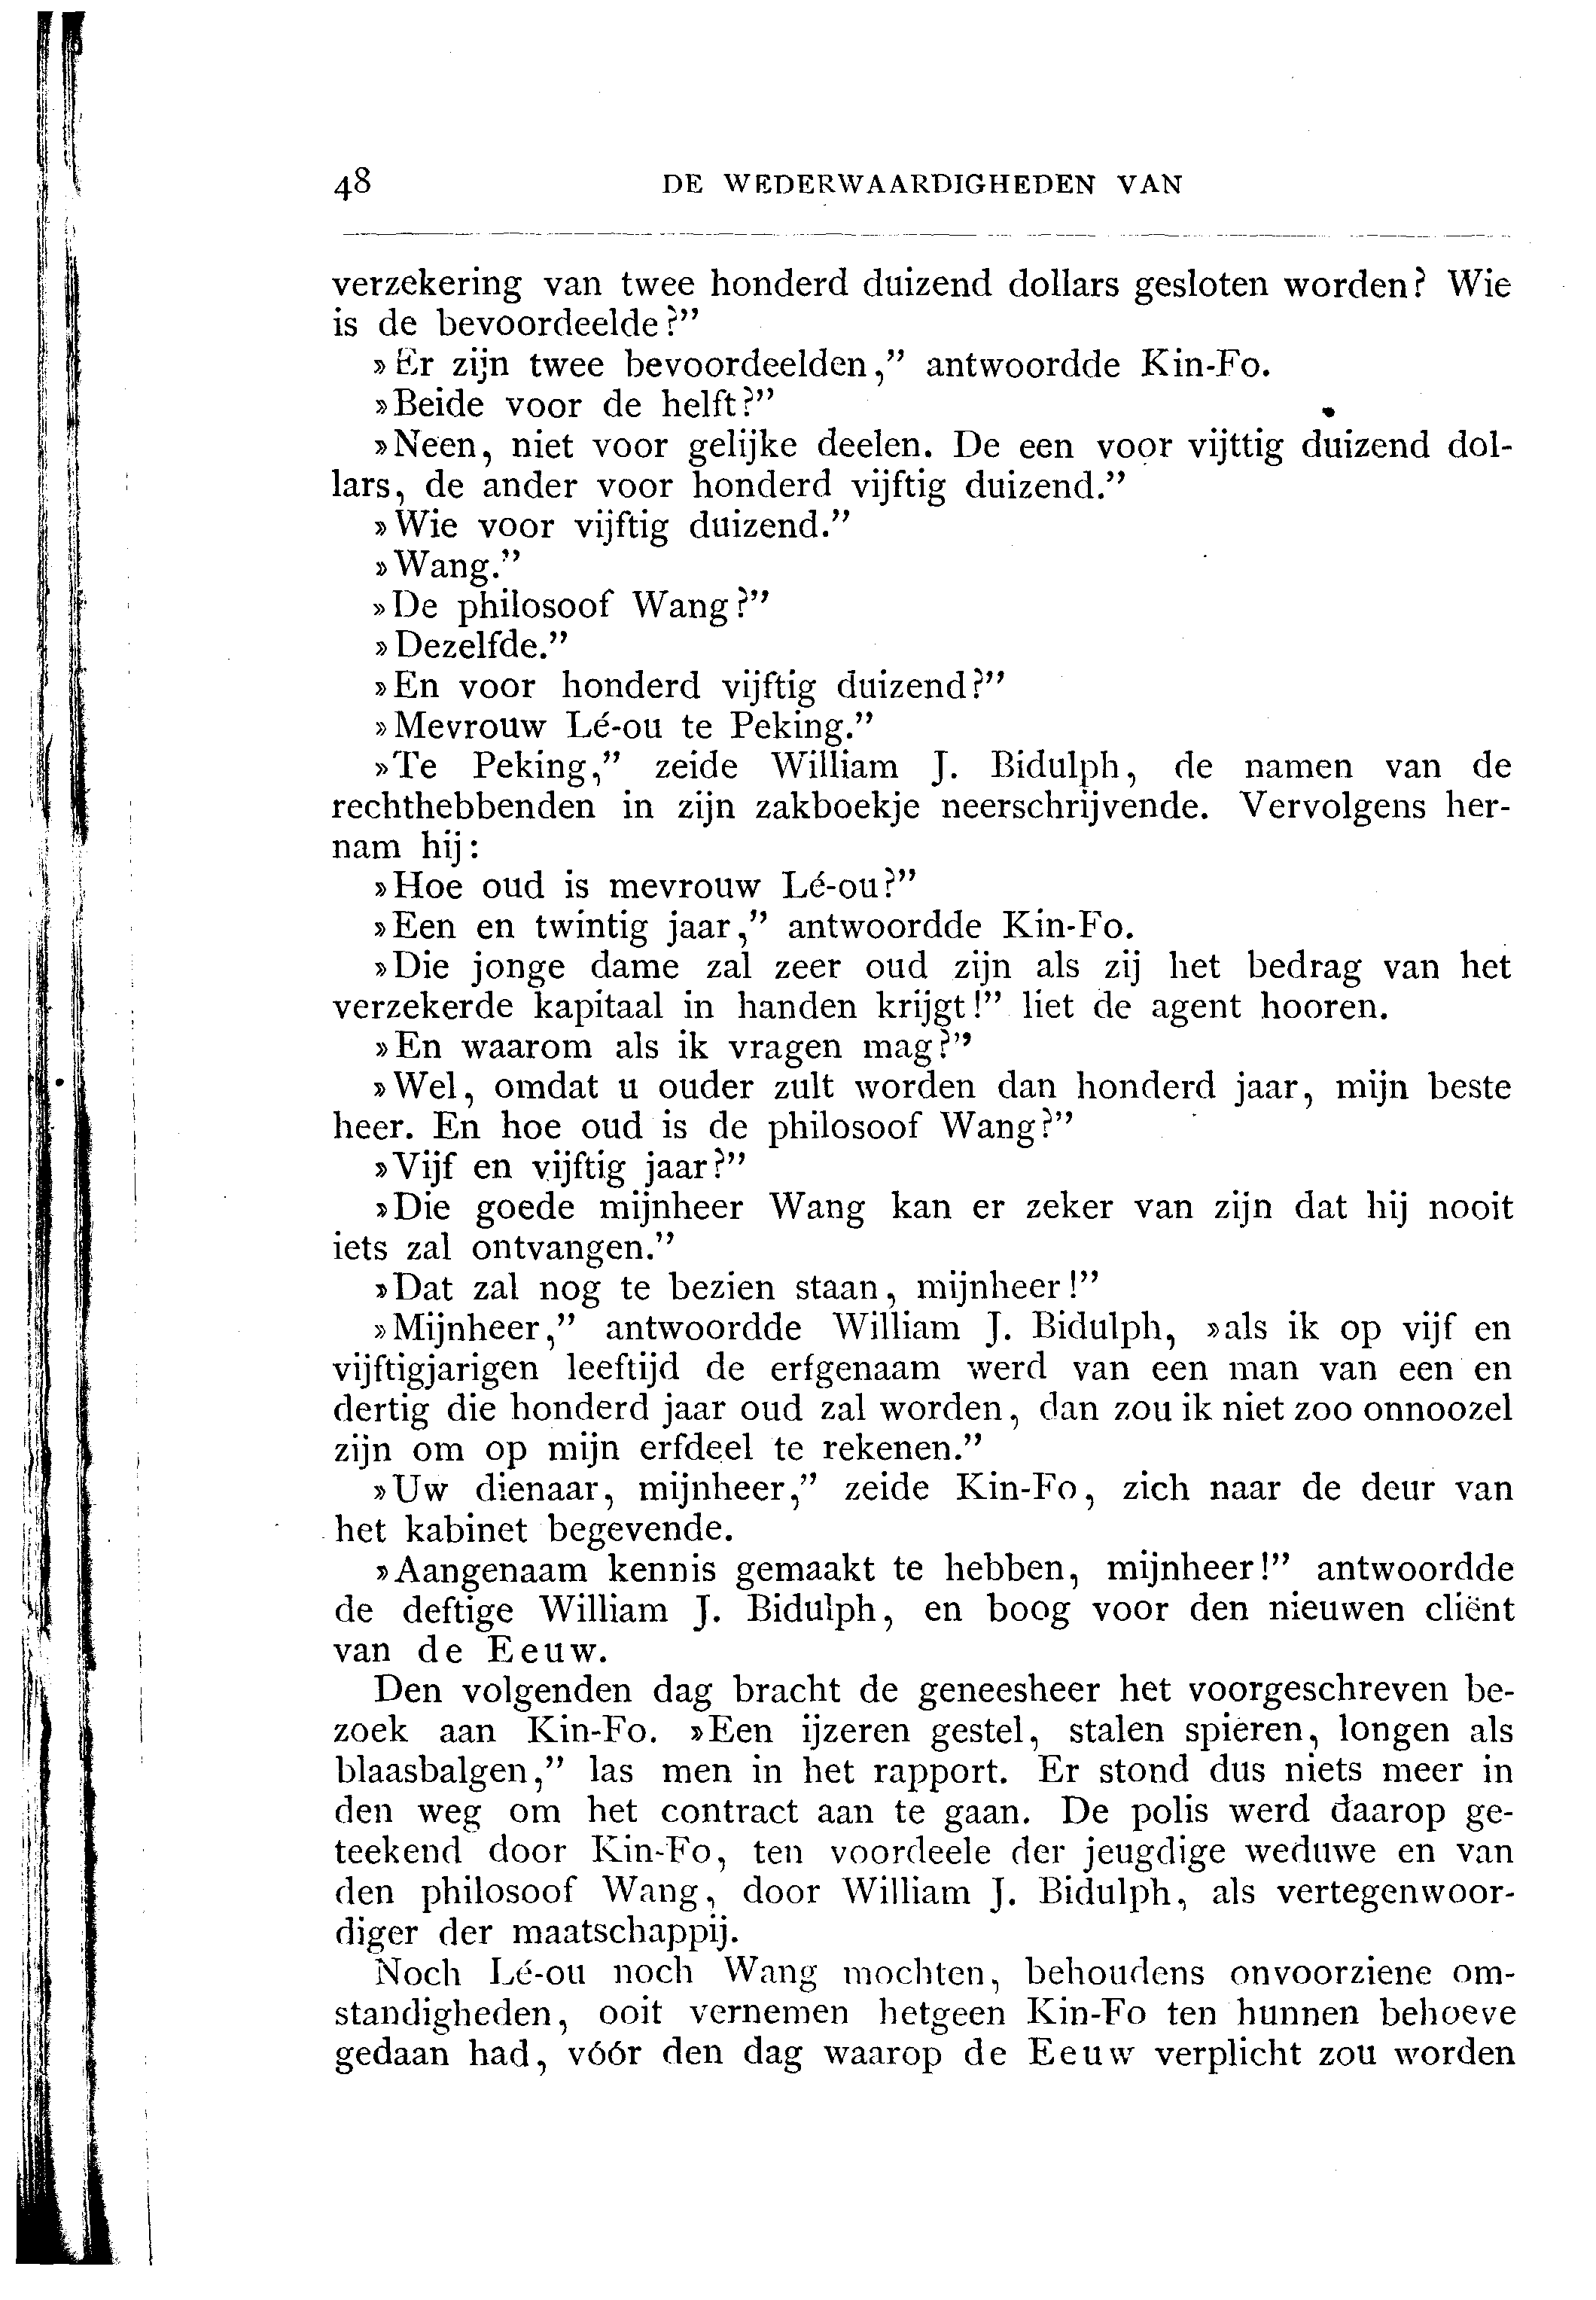 48 DE WEDERWAARDIGHEDEN VAN
verzekering van twee honderd duizend dollars gesloten worden? Wie
is de bevoordeelde?”
»Er zijn twee bevoordeelden,” antwoordde Kin-Fo.
»Beide voor de helft?”
»Neen, niet voor gelijke deelen. De een voor vijttig duizend dol-
lars, de ander voor honderd vijftig duizend.”
»Wie voor vijftig duizend.”
»Wang.”
»De philosoof Wang?”
»Dezelfde.”
»En voor honderd vijftig duizend?”
»Mevrouw Lé-ou te Peking.”
»Te Peking,” zeide William J. Bidulph, de namen van de
rechthebbenden in zijn zakboekje neerschrijvende. Vervolgens her-
nam hij:
»Hoe oud is mevrouw Lé-ou?”
»Een en twintig jaar,” antwoordde Kin-Fo.
»Die jonge dame zal zeer oud zijn als zij het bedrag van het
verzekerde kapitaal in handen krijgt!” liet de agent hooren.
»En waarom als ik vragen mag?”
»Wel, omdat u ouder zult worden dan honderd jaar, mijn beste
heer. En hoe oud is de philosoof Wang?”
»Vijf en vijftig jaar?”
»Die goede mijnheer Wang kan er zeker van zijn dat hij nooit
iets zal ontvangen.”
»Dat zal nog te bezien staan, mijnheer!”
»Mijnheer,” antwoordde William J. Bidulph, »als ik op vijf en
vijftigjarigen leeftijd de erfgenaam werd van een man van een en
dertig die honderd jaar oud zal worden, dan zou ik niet zoo onnoozel
zijn om op mijn erfdeel te rekenen.”
»Uw dienaar, mijnheer,” zeide Kin-Fo, zich naar de deur van
het kabinet begevende.
»Aangenaam kennis gemaakt te hebben, mijnheer!” antwoordde
de deftige William J. Bidulph, en boog voor den nieuwen cliënt
van de Eeuw.
Den volgenden dag bracht de geneesheer het voorgeschreven be-
zoek aan Kin-Fo. »Een ijzeren gestel, stalen spieren, longen als
blaasbalgen,” las men in het rapport. Er stond dus niets meer in
den weg om het contract aan te gaan. De polis werd daarop ge-
teekend door Kin-Fo, ten voordeele der jeugdige weduwe en van
den philosoof Wang, door William J. Bidulph, als vertegenwoor-
diger der maatschappij.
Noch Lé-ou noch Wang mochten, behoudens onvoorziene om-
standigheden, ooit vernemen hetgeen Kin-Fo ten hunnen behoeve
gedaan had, vóór den dag waarop de Eeuw verplicht zou worden